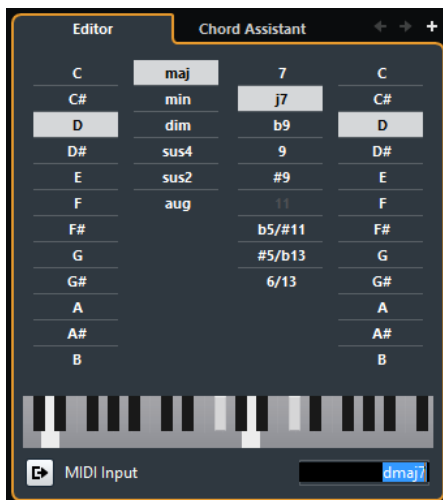 Editor Chord Assistant
C maj 7 C
C# min j7 C#
D dim b9 D
D# sus4 9 D#
E sus2 #9 E
F aug 11 F
F# b5/#11 F#
G #5/b13 G
G# 6/13 G#
A A
A# A#
B B
MIDI Input dmaj7